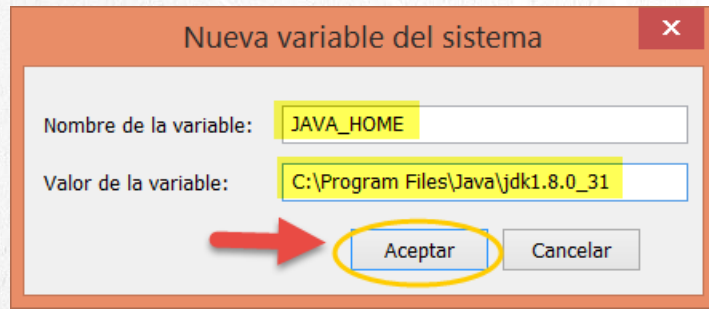 Nueva variable del sistema
x
Nombre de la variable: JAVA_HOME
Valor de la variable: C:\Program Files\Java\jdk1.8.0_31
Aceptar Cancelar